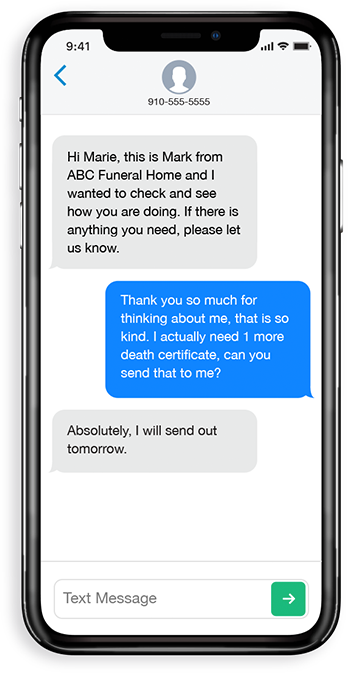 9:41
910-555-5555
Hi Marie, this is Mark from
ABC Funeral Home and I
wanted to check and see
how you are doing. If there is
anything you need, please let
us know.
Thank you so much for
thinking about me, that is so
kind. I actually need 1 more
death certificate, can you
send that to me?
Absolutely, I will send out
tomorrow.
Text Message